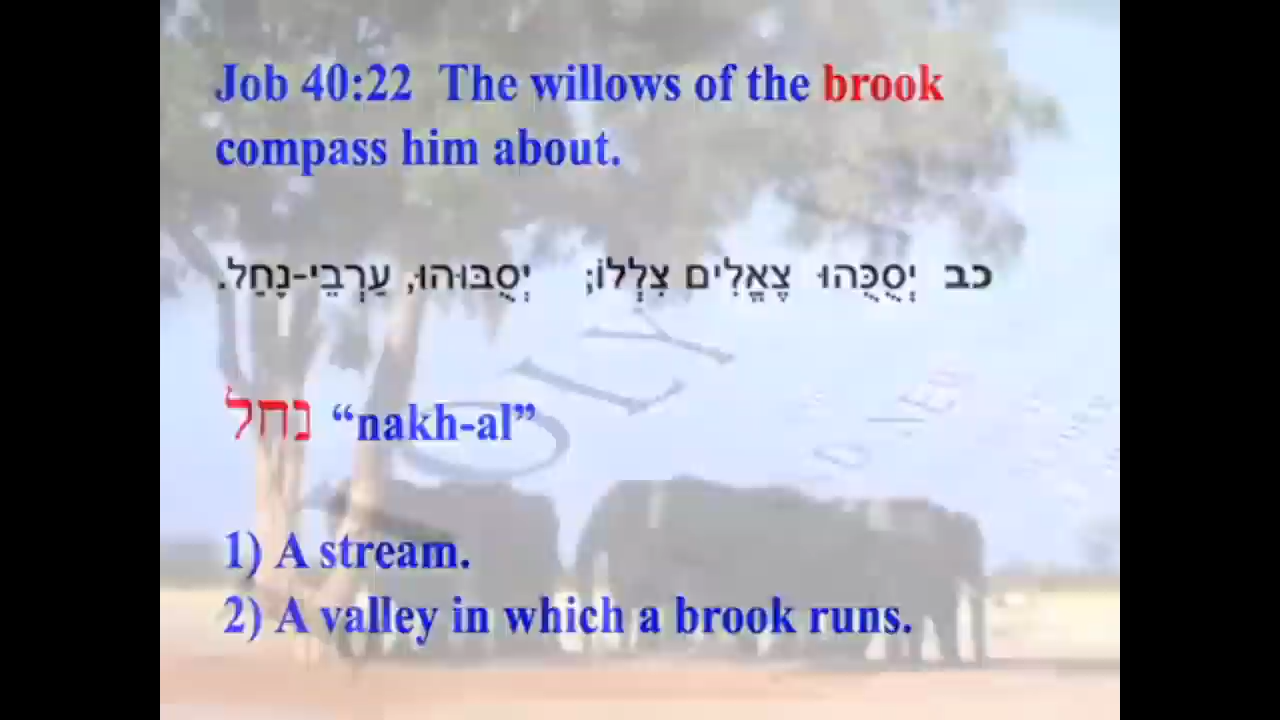 Job 40:22 The willows of the brook
compass him about.
כב יְסֻכֻּהוּ צֶאֱלִים צִלְלוֹ; יְסֻבּוּהוּ, עַרְבֵי-נָחַל.
נחל “nakh-al”
1) A stream.
2) A valley in which a brook runs.